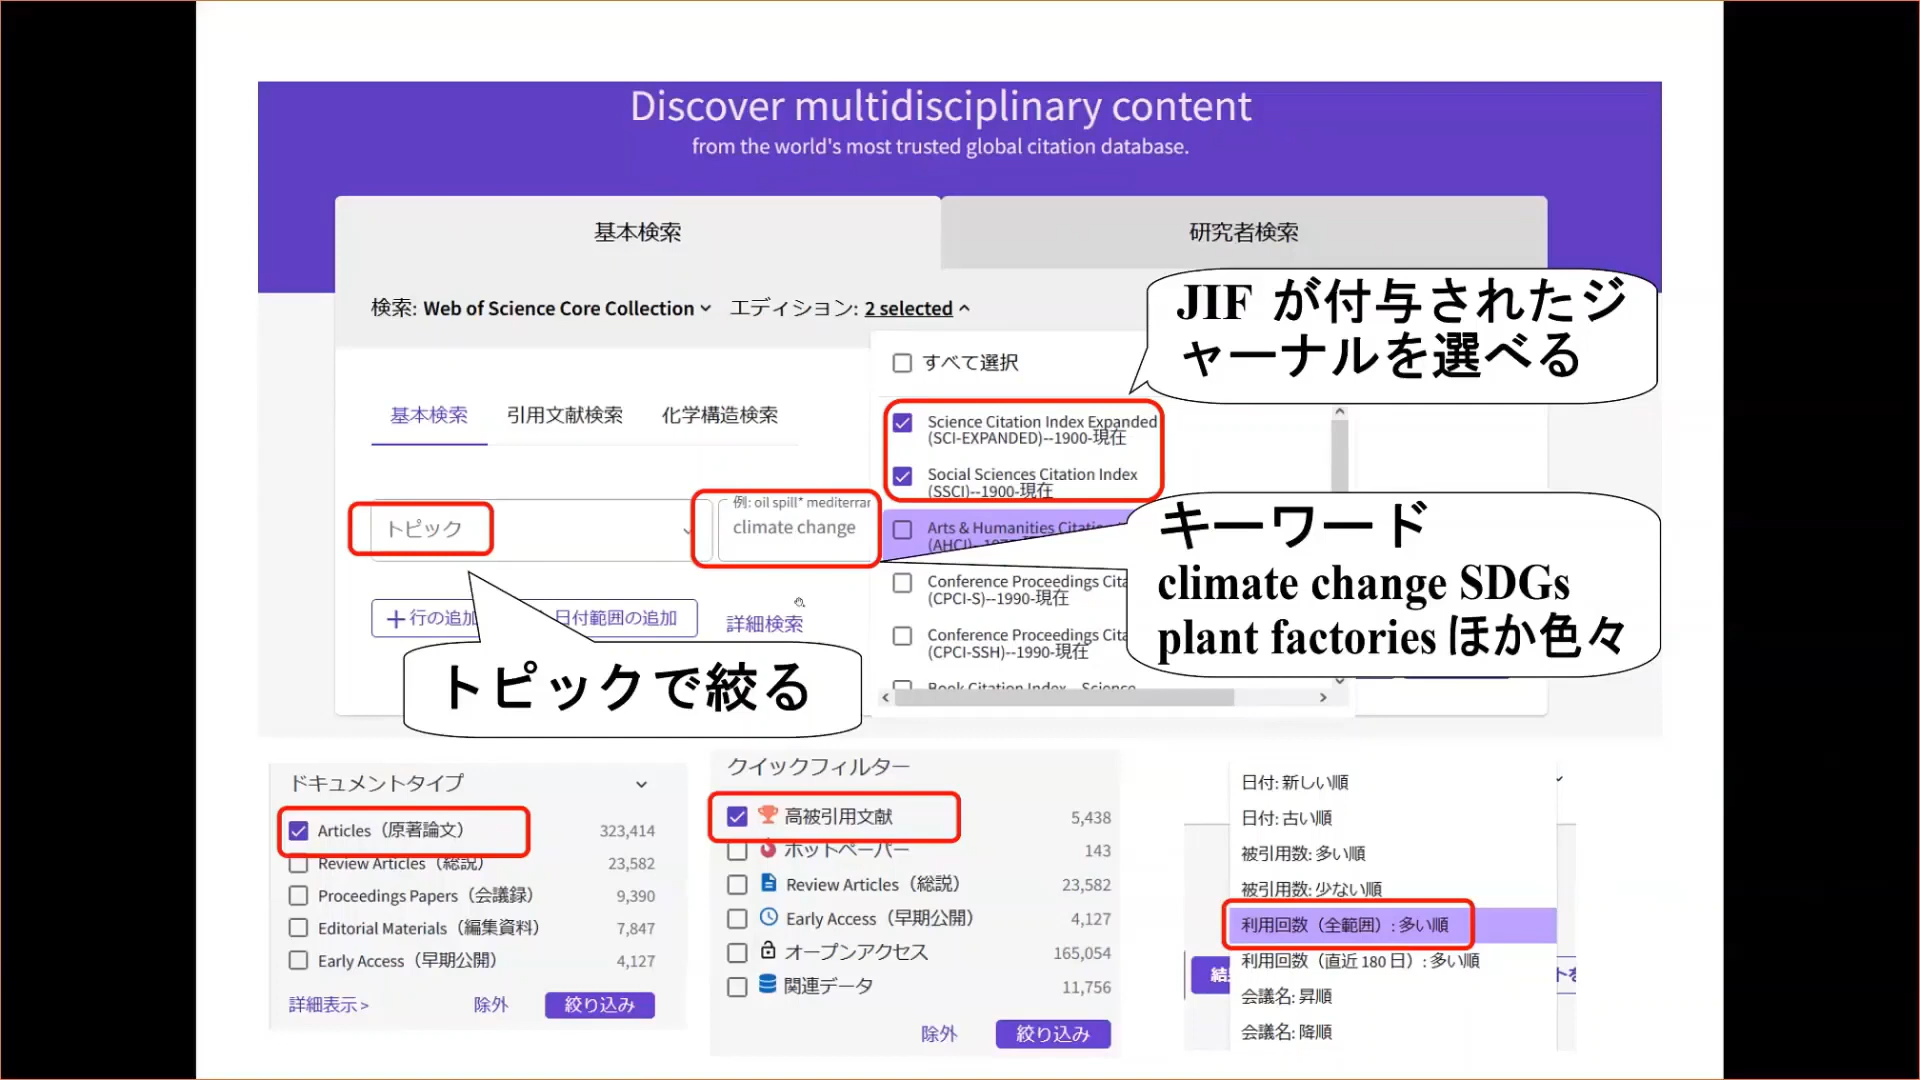 Discover multidisciplinary content
from the world's most trusted global citation database.
基本検索
研究者検索
検索: Web of Science Core Collection
エディション: 2 selected
JIF が付与されたジ
ャーナルを選べる
すべて選択
基本検索
引用文献検索
化学構造検索
Science Citation Index Expanded
(SCI-EXPANDED)--1900-現在
Social Sciences Citation Index
(SSCI)--1900-現在
トピック
例: oil spill* mediterrar
climate change
Arts & Humanities Citatio
(AHCI)--
キーワード
climate change SDGs
plant factories ほか色々
Conference Proceedings Cita
(CPCI-S)--1990-現在
Conference Proceedings Cita
(CPCI-SSH)--1990-現在
Book Citation Index – Science
+行の追加
日付範囲の追加
詳細検索
トピックで絞る
ドキュメントタイプ
Articles（原著論文） 323,414
Review Articles（総説） 23,582
Proceedings Papers（会議録） 9,390
Editorial Materials（編集資料） 7,847
Early Access（早期公開） 4,127
詳細表示 >
除外
絞り込み
クイックフィルター
高被引用文献 5,438
ホットペーパー 143
Review Articles（総説） 23,582
Early Access（早期公開） 4,127
オープンアクセス 165,054
関連データ 11,756
除外
絞り込み
日付: 新しい順
日付: 古い順
被引用数: 多い順
被引用数: 少ない順
利用回数（全範囲）: 多い順
利用回数（直近 180 日）: 多い順
会議名: 昇順
会議名: 降順